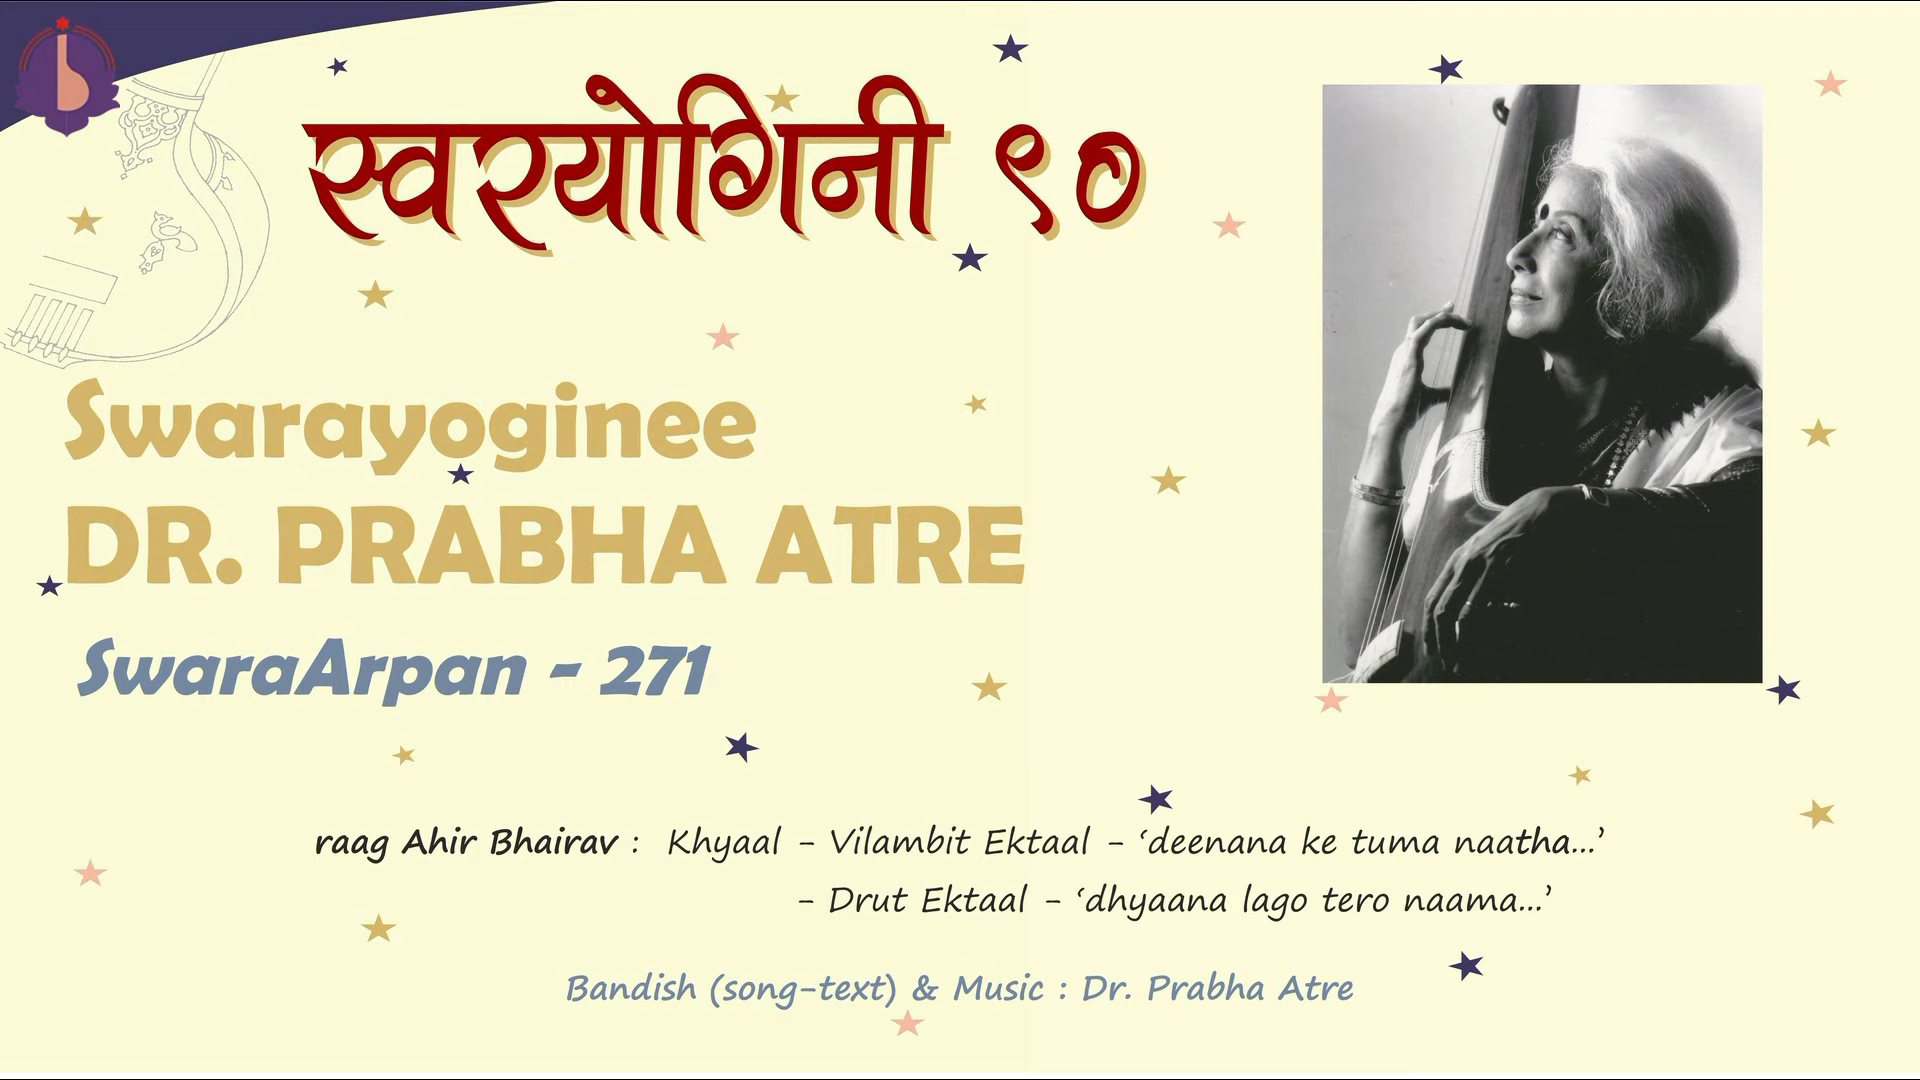 स्वरयोगिनी ९०
Swarayoginee
DR. PRABHA ATRE
SwaraArpan - 271
raag Ahir Bhairav : Khyaal - Vilambit Ektaal - ‘deenana ke tuma naatha...’
- Drut Ektaal - ‘dhyaana lago tero naama...’
Bandish (song-text) & Music : Dr. Prabha Atre